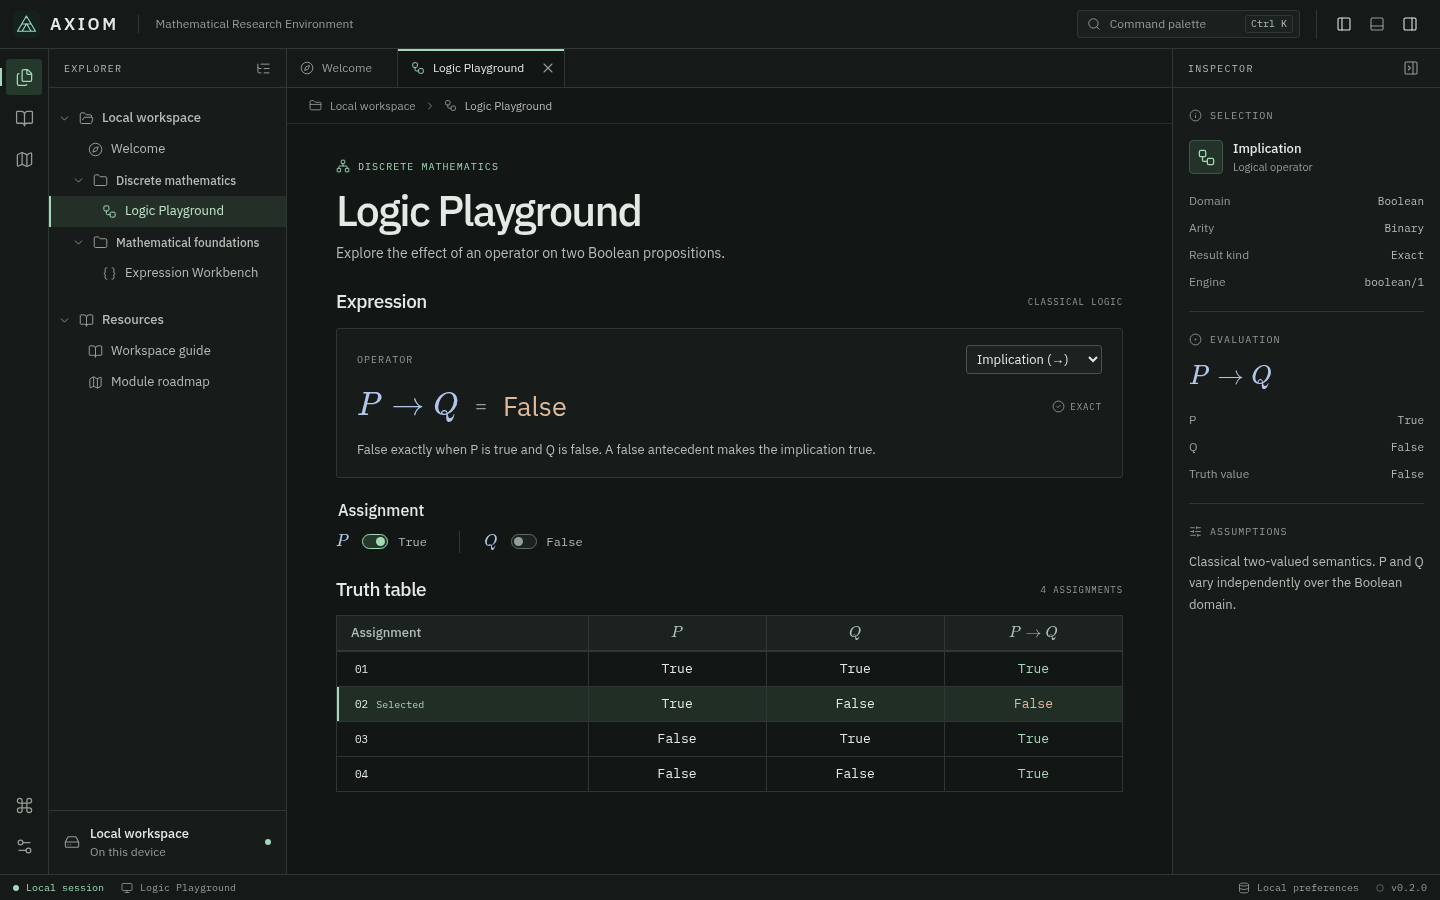 AXIOM
Mathematical Research Environment
Command palette
Ctrl K
EXPLORER
Local workspace
Welcome
Discrete mathematics
Logic Playground
Mathematical foundations
Expression Workbench
Resources
Workspace guide
Module roadmap
Local workspace
On this device
Welcome
Logic Playground
Local workspace
Logic Playground
DISCRETE MATHEMATICS
Logic Playground
Explore the effect of an operator on two Boolean propositions.
Expression
CLASSICAL LOGIC
OPERATOR
Implication (→)
P → Q = False
EXACT
False exactly when P is true and Q is false. A false antecedent makes the implication true.
Assignment
P True Q False
Truth table
4 ASSIGNMENTS
Assignment P Q P → Q
01 True True True
02 Selected True False False
03 False True True
04 False False True
INSPECTOR
SELECTION
Implication
Logical operator
Domain Boolean
Arity Binary
Result kind Exact
Engine boolean/1
EVALUATION
P → Q
P True
Q False
Truth value False
ASSUMPTIONS
Classical two-valued semantics. P and Q
vary independently over the Boolean
domain.
Local session
Logic Playground
Local preferences
v0.2.0